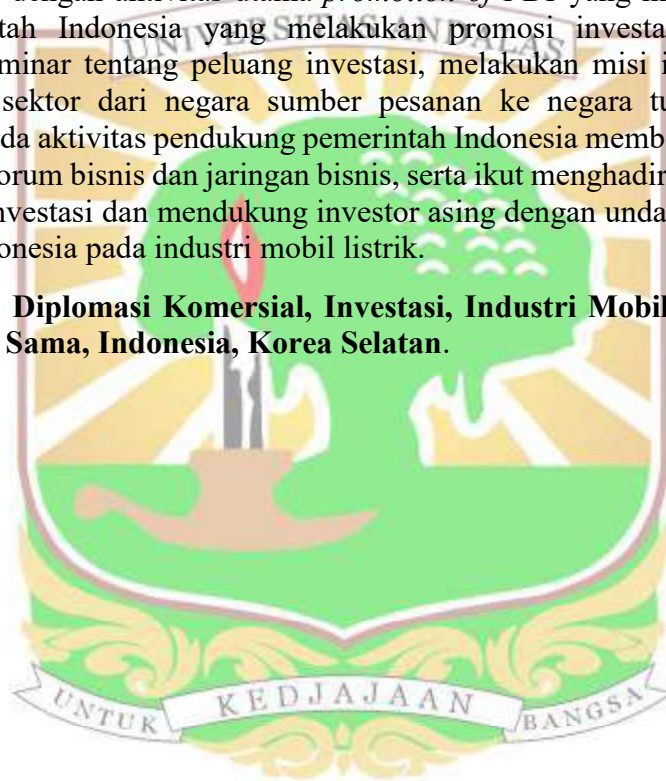 dengan aktivitas utama promotion of FDI yang
tah Indonesia yang melakukan promosi investa
UNIVERSITAS ANDALAS
minar tentang peluang investasi, melakukan misi i
sektor dari negara sumber pesanan ke negara tu
da aktivitas pendukung pemerintah Indonesia memb
orum bisnis dan jaringan bisnis, serta ikut menghadir
nvestasi dan mendukung investor asing dengan unda
onesia pada industri mobil listrik.
Diplomasi Komersial, Investasi, Industri Mobil
Sama, Indonesia, Korea Selatan.
UNTUK KEDJAJAAN BANGSA